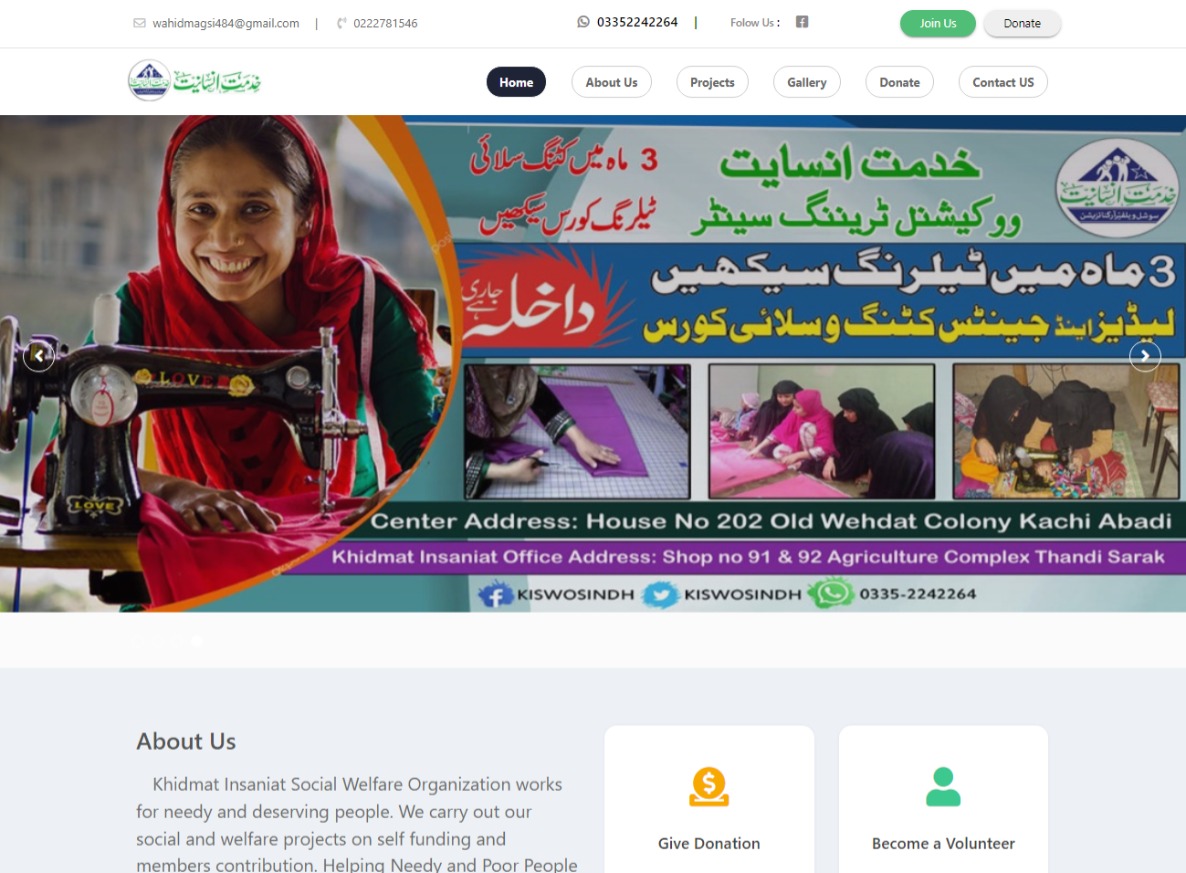 wahidmagsi484@gmail.com | 0222781546
03352242264 |
Folow Us :
Join Us
Donate
خدمت انسانیت
خدمت انسانیت
Home
About Us
Projects
Gallery
Donate
Contact US
3 ماہ میں کٹنگ سلائی
ٹیلرنگ کورس سیکھیں
خدمت انسایت
ووکیشنل ٹریننگ سینٹر
خدمت انسانیت
سوشل ویلفیئر آرگنائزیشن
3 ماہ میں ٹیلرنگ سیکھیں
داخلہ جاری ہے
لیڈیز اینڈ جینٹس کٹنگ و سلائی کورس
LOVE
LOVE
Center Address: House No 202 Old Wehdat Colony Kachi Abadi
Khidmat Insaniat Office Address: Shop no 91 & 92 Agriculture Complex Thandi Sarak
KISWOSINDH KISWOSINDH 0335-2242264
About Us
Khidmat Insaniat Social Welfare Organization works
for needy and deserving people. We carry out our
social and welfare projects on self funding and
members contribution. Helping Needy and Poor People
Give Donation
Become a Volunteer